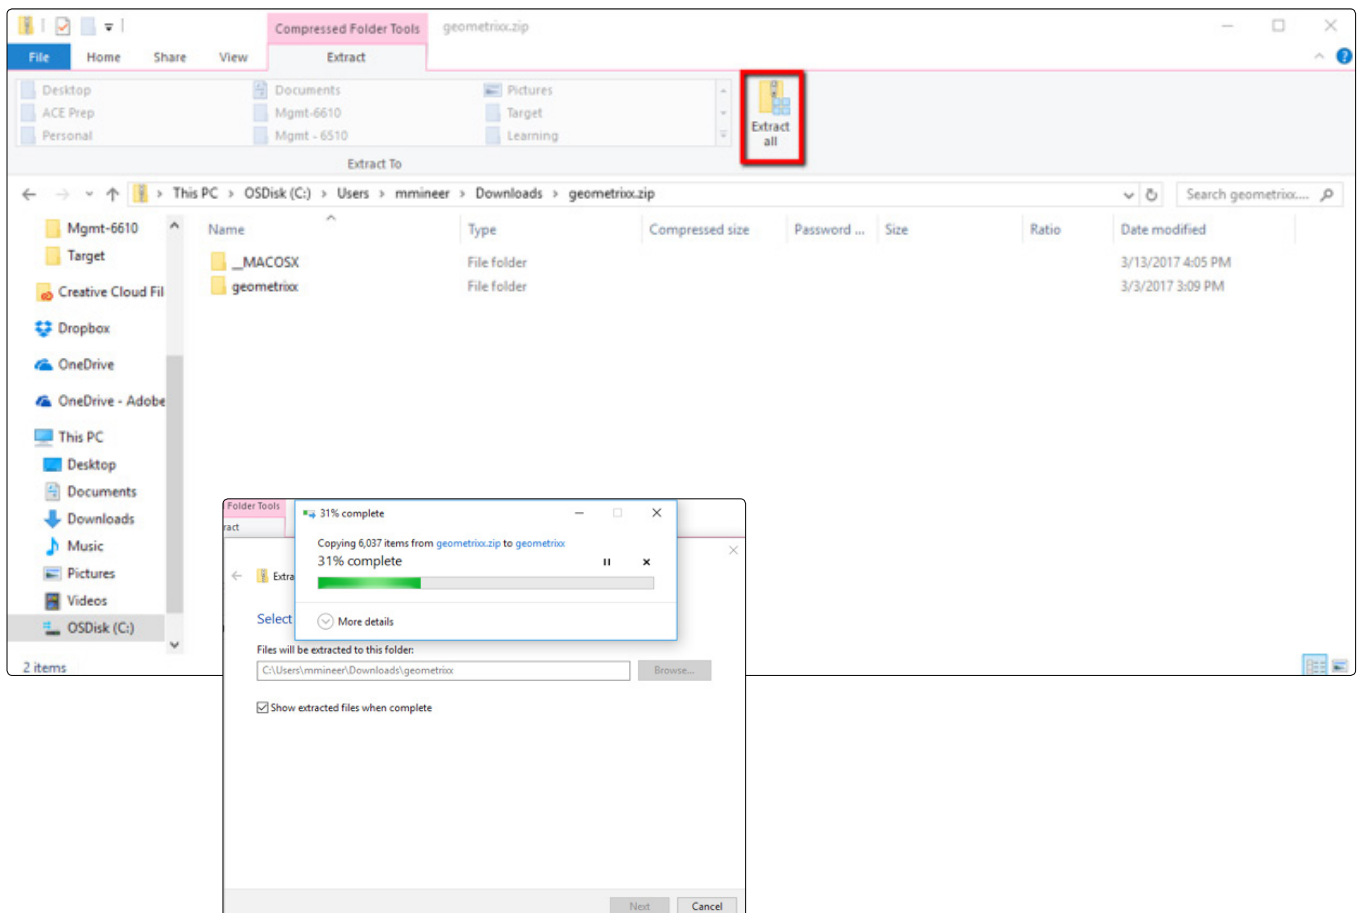 Compressed Folder Tools geometrixx.zip
File Home Share View Extract
Desktop Documents Pictures
ACE Prep Mgmt-6610 Target
Personal Mgmt - 6510 Learning
Extract all
Extract To
This PC > OSDisk (C:) > Users > mmineer > Downloads > geometrixx.zip Search geometrixx....
Mgmt-6610 Name Type Compressed size Password ... Size Ratio Date modified
Target __MACOSX File folder 3/13/2017 4:05 PM
geometrixx File folder 3/3/2017 3:09 PM
Creative Cloud Fil
Dropbox
OneDrive
OneDrive - Adobe
This PC
Desktop
Documents
Downloads
Music
Pictures
Videos
OSDisk (C:)
2 items
Folder Tools
ract
31% complete
Copying 6,037 items from geometrixx.zip to geometrixx
31% complete
More details
Extra
Select
Files will be extracted to this folder:
C:\Users\mmineer\Downloads\geometrixx Browse...
Show extracted files when complete
Next Cancel